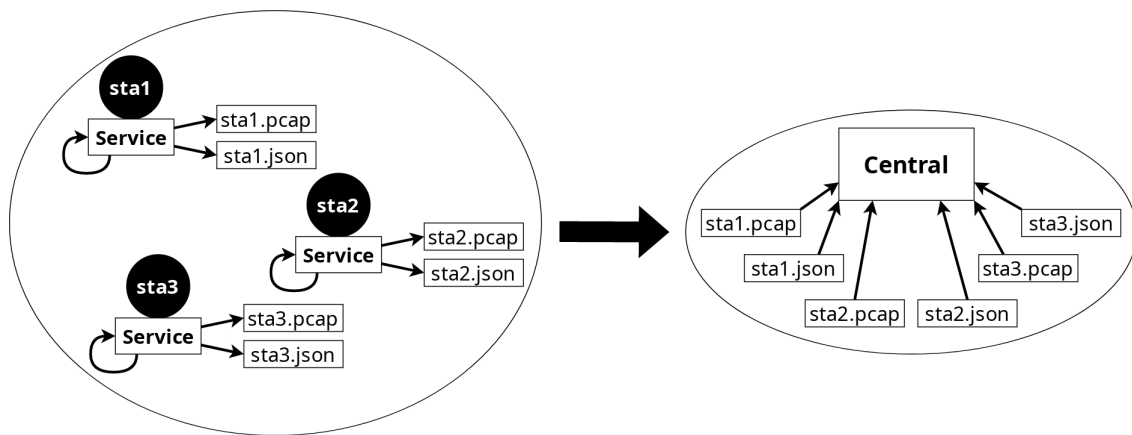 sta1
Service
sta1.pcap
sta1.json
sta2
Service
sta2.pcap
sta2.json
sta3
Service
sta3.pcap
sta3.json
Central
sta1.pcap
sta3.json
sta1.json
sta3.pcap
sta2.pcap
sta2.json